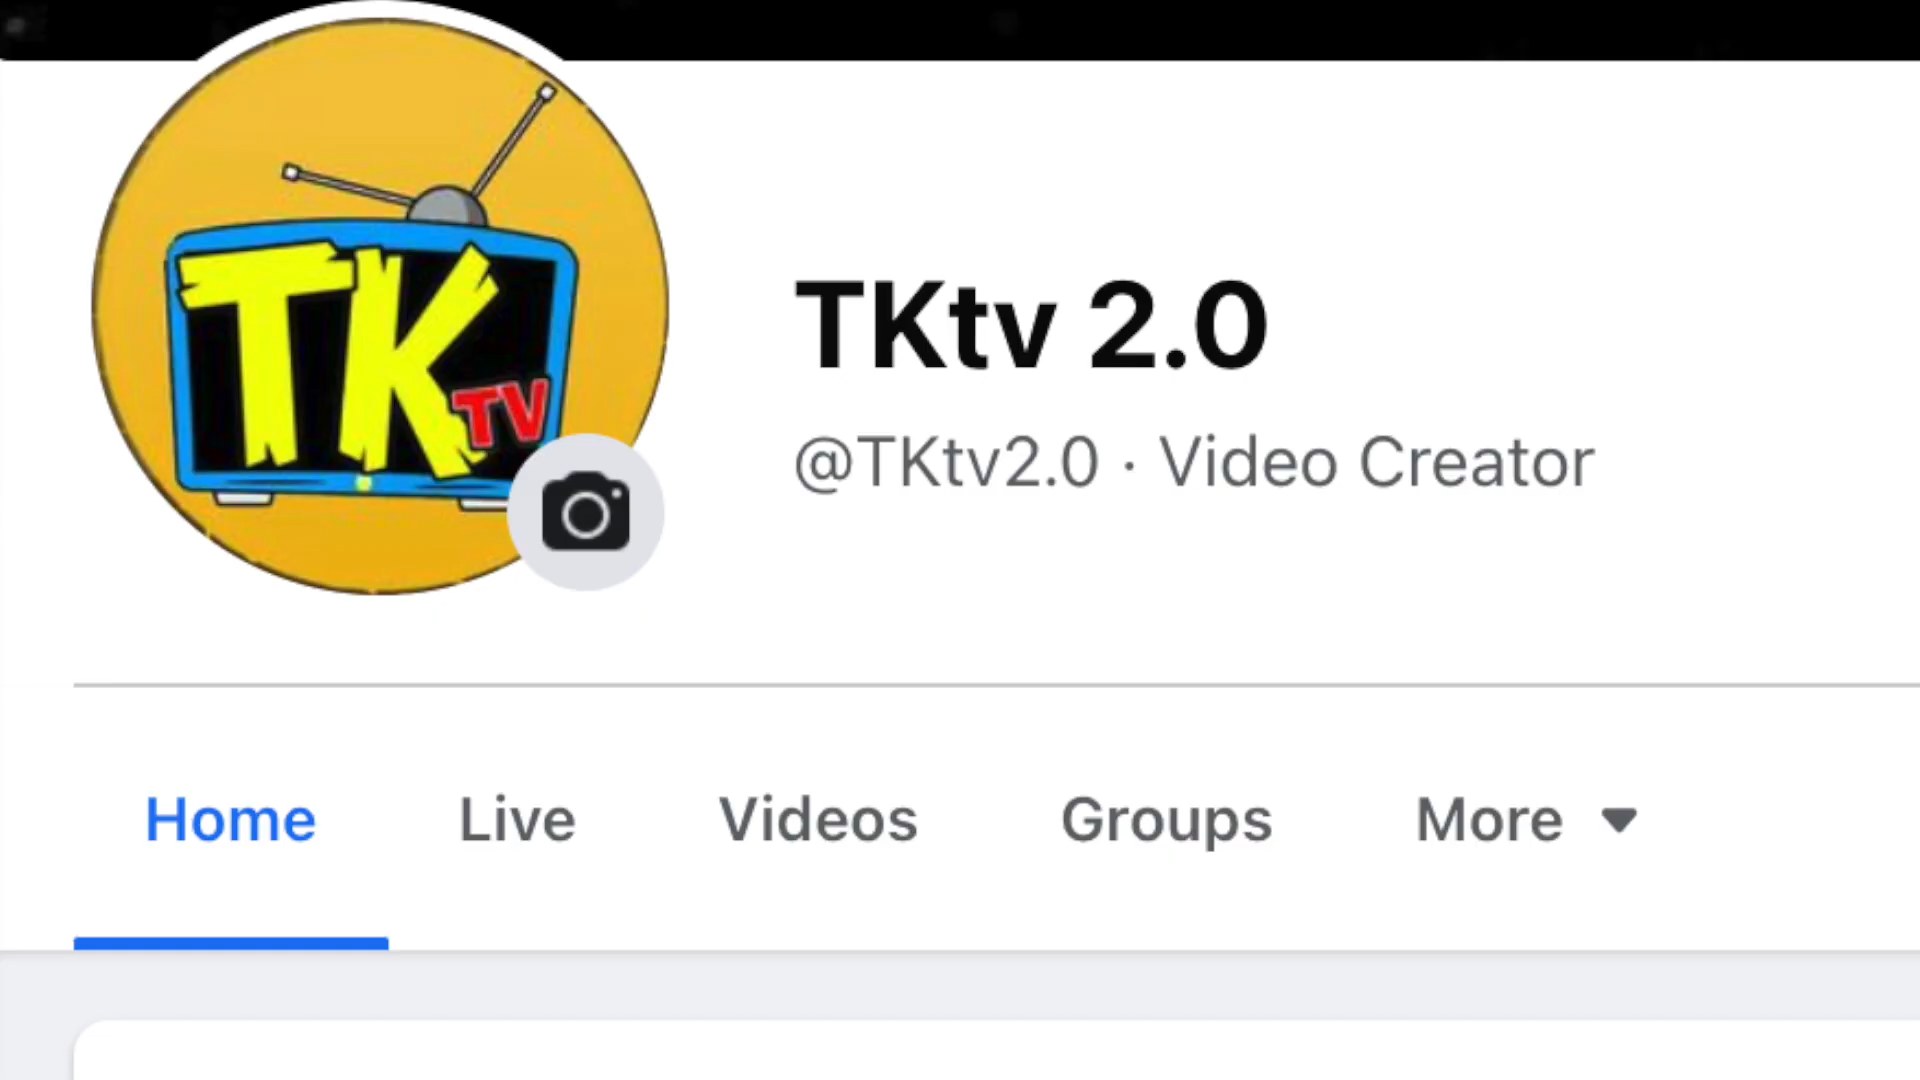 TK
TV
TKtv 2.0
@TKtv2.0 · Video Creator
Home Live Videos Groups More